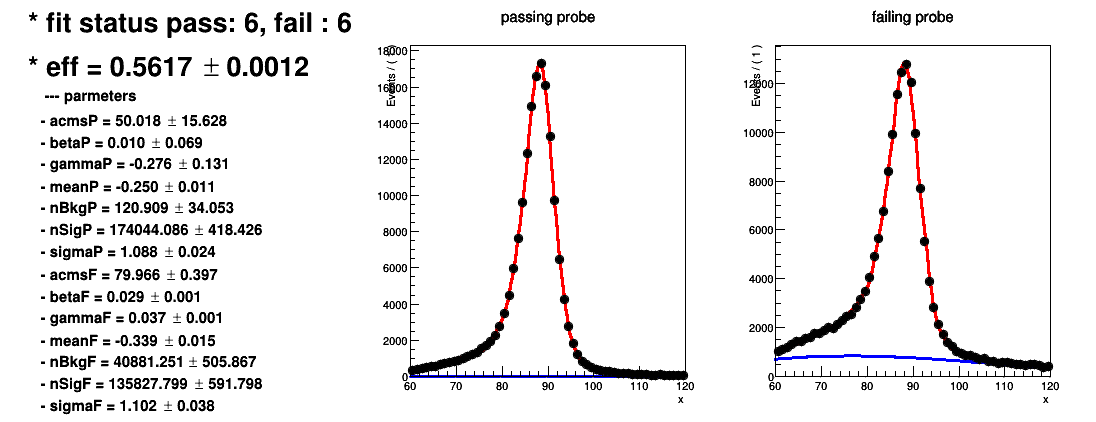 * fit status pass: 6, fail : 6
* eff = 0.5617 ± 0.0012
--- parmeters
- acmsP = 50.018 ± 15.628
- betaP = 0.010 ± 0.069
- gammaP = -0.276 ± 0.131
- meanP = -0.250 ± 0.011
- nBkgP = 120.909 ± 34.053
- nSigP = 174044.086 ± 418.426
- sigmaP = 1.088 ± 0.024
- acmsF = 79.966 ± 0.397
- betaF = 0.029 ± 0.001
- gammaF = 0.037 ± 0.001
- meanF = -0.339 ± 0.015
- nBkgF = 40881.251 ± 505.867
- nSigF = 135827.799 ± 591.798
- sigmaF = 1.102 ± 0.038
passing probe
Events / (
18000
16000
14000
12000
10000
8000
6000
4000
2000
0
60 70 80 90 100 110 120
x
failing probe
Events / ( 1 )
12000
10000
8000
6000
4000
2000
0
60 70 80 90 100 110 120
x